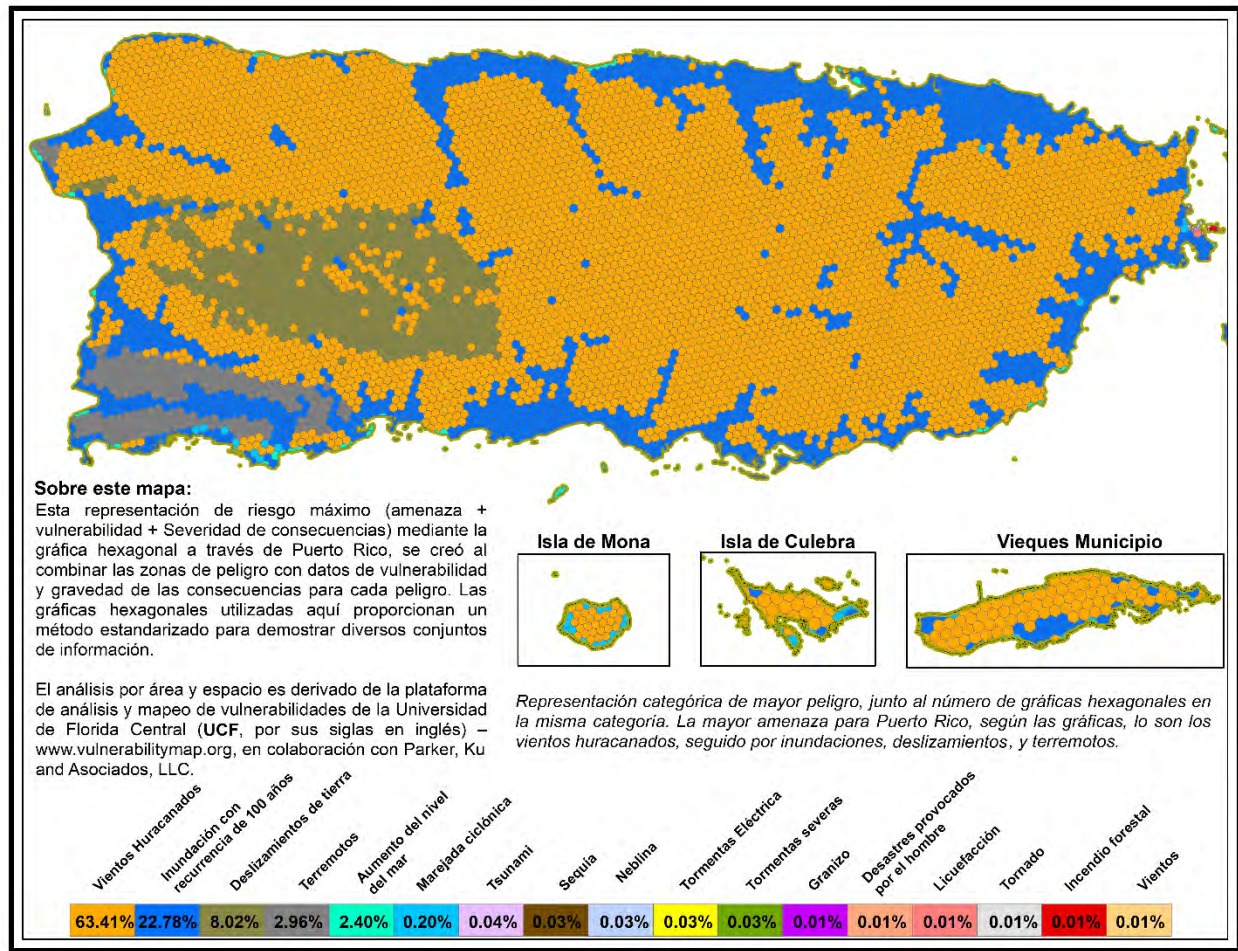 Sobre este mapa:
Esta representación de riesgo máximo (amenaza +
vulnerabilidad + Severidad de consecuencias) mediante la
gráfica hexagonal a través de Puerto Rico, se creó al
combinar las zonas de peligro con datos de vulnerabilidad
y gravedad de las consecuencias para cada peligro. Las
gráficas hexagonales utilizadas aquí proporcionan un
método estandarizado para demostrar diversos conjuntos
de información.
El análisis por área y espacio es derivado de la plataforma
de análisis y mapeo de vulnerabilidades de la Universidad
de Florida Central (UCF, por sus siglas en inglés) –
www.vulnerabilitymap.org, en colaboración con Parker, Ku
and Asociados, LLC.
Isla de Mona
Isla de Culebra
Vieques Municipio
Representación categórica de mayor peligro, junto al número de gráficas hexagonales en
la misma categoría. La mayor amenaza para Puerto Rico, según las gráficas, lo son los
vientos huracanados, seguido por inundaciones, deslizamientos, y terremotos.
Vientos Huracanados
Inundación con
recurrencia de 100 años
Deslizamientos de tierra
Terremotos
Aumento del nivel
del mar
Marejada ciclónica
Tsunami
Sequia
Neblina
Tormentas Eléctrica
Tormentas severas
Granizo
Desastres provocados
por el hombre
Licuefacción
Tornado
Incendio forestal
Vientos
63.41% 22.78% 8.02% 2.96% 2.40% 0.20% 0.04% 0.03% 0.03% 0.03% 0.03% 0.01% 0.01% 0.01% 0.01% 0.01% 0.01%